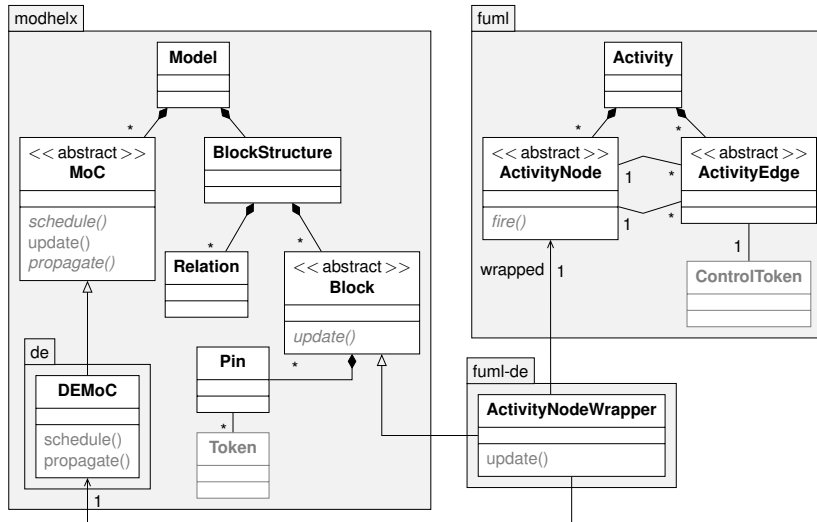 modhelx
Model
*
<< abstract >>
MoC
schedule()
update()
propagate()
BlockStructure
*
*
Relation
<< abstract >>
Block
update()
de
DEMoC
schedule()
propagate()
1
Pin
*
*
Token
fuml
Activity
*
*
<< abstract >>
ActivityNode
fire()
1
*
1
*
<< abstract >>
ActivityEdge
1
ControlToken
wrapped
1
fuml-de
ActivityNodeWrapper
update()